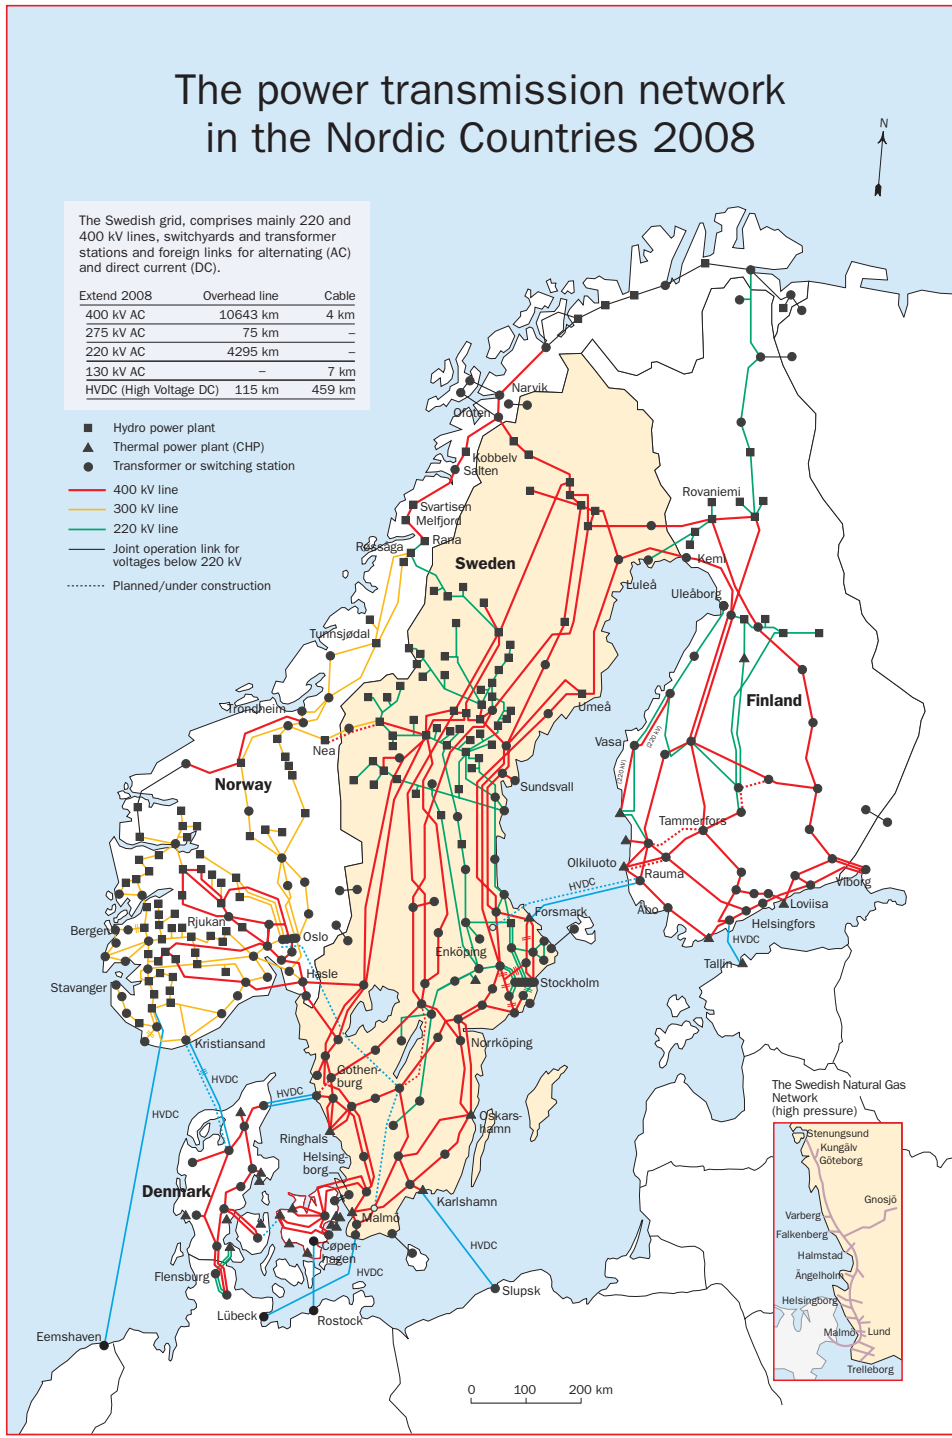 The power transmission network
in the Nordic Countries 2008
N
The Swedish grid, comprises mainly 220 and
400 kV lines, switchyards and transformer
stations and foreign links for alternating (AC)
and direct current (DC).
Extend 2008 Overhead line Cable
400 kV AC 10643 km 4 km
275 kV AC 75 km –
220 kV AC 4295 km –
130 kV AC – 7 km
HVDC (High Voltage DC) 115 km 459 km
Hydro power plant
Thermal power plant (CHP)
Transformer or switching station
400 kV line
300 kV line
220 kV line
Joint operation link for
voltages below 220 kV
Planned/under construction
Narvik
Ofoten
Kobbelv
Salten
Svartisen
Melfjord
Rana
Røssåga
Rovaniemi
Sweden
Kemi
Luleå
Uleåborg
Tunnsjødal
Trondheim
Umeå
Finland
Nea
Vasa
(220 kV)
(220 kV)
Norway
Sundsvall
Tammerfors
Olkiluoto
Rauma
Viborg
HVDC
Rjukan
Forsmark
Åbo
Loviisa
Bergen
Oslo
Helsingfors
Enköping
HVDC
Hasle
Tallin
Stavanger
Stockholm
Kristiansand
Norrköping
HVDC
Gothen-
burg
HVDC
HVDC
Oskars-
hamn
Ringhals
Helsing-
borg
Denmark
Karlshamn
Malmö
Copen-
hagen
HVDC
HVDC
Flensburg
Slupsk
Lübeck
Rostock
Eemshaven
0 100 200 km
The Swedish Natural Gas
Network
(high pressure)
Stenungsund
Kungälv
Göteborg
Gnosjö
Varberg
Falkenberg
Halmstad
Ängelholm
Helsingborg
Malmö
Lund
Trelleborg